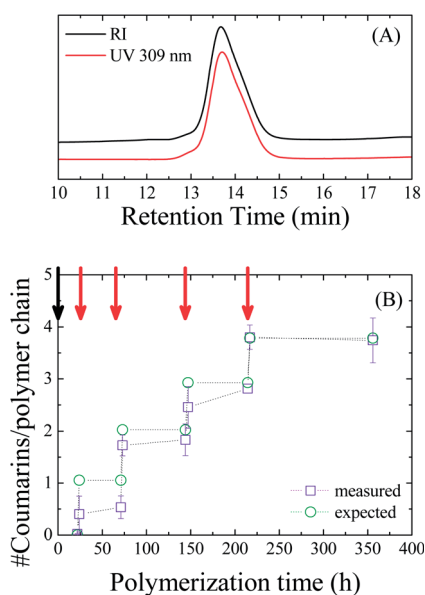 (A)
RI
UV 309 nm
10 11 12 13 14 15 16 17 18
Retention Time (min)
(B)
5
4
3
2
1
0
#Coumarins/polymer chain
measured
expected
0 50 100 150 200 250 300 350 400
Polymerization time (h)